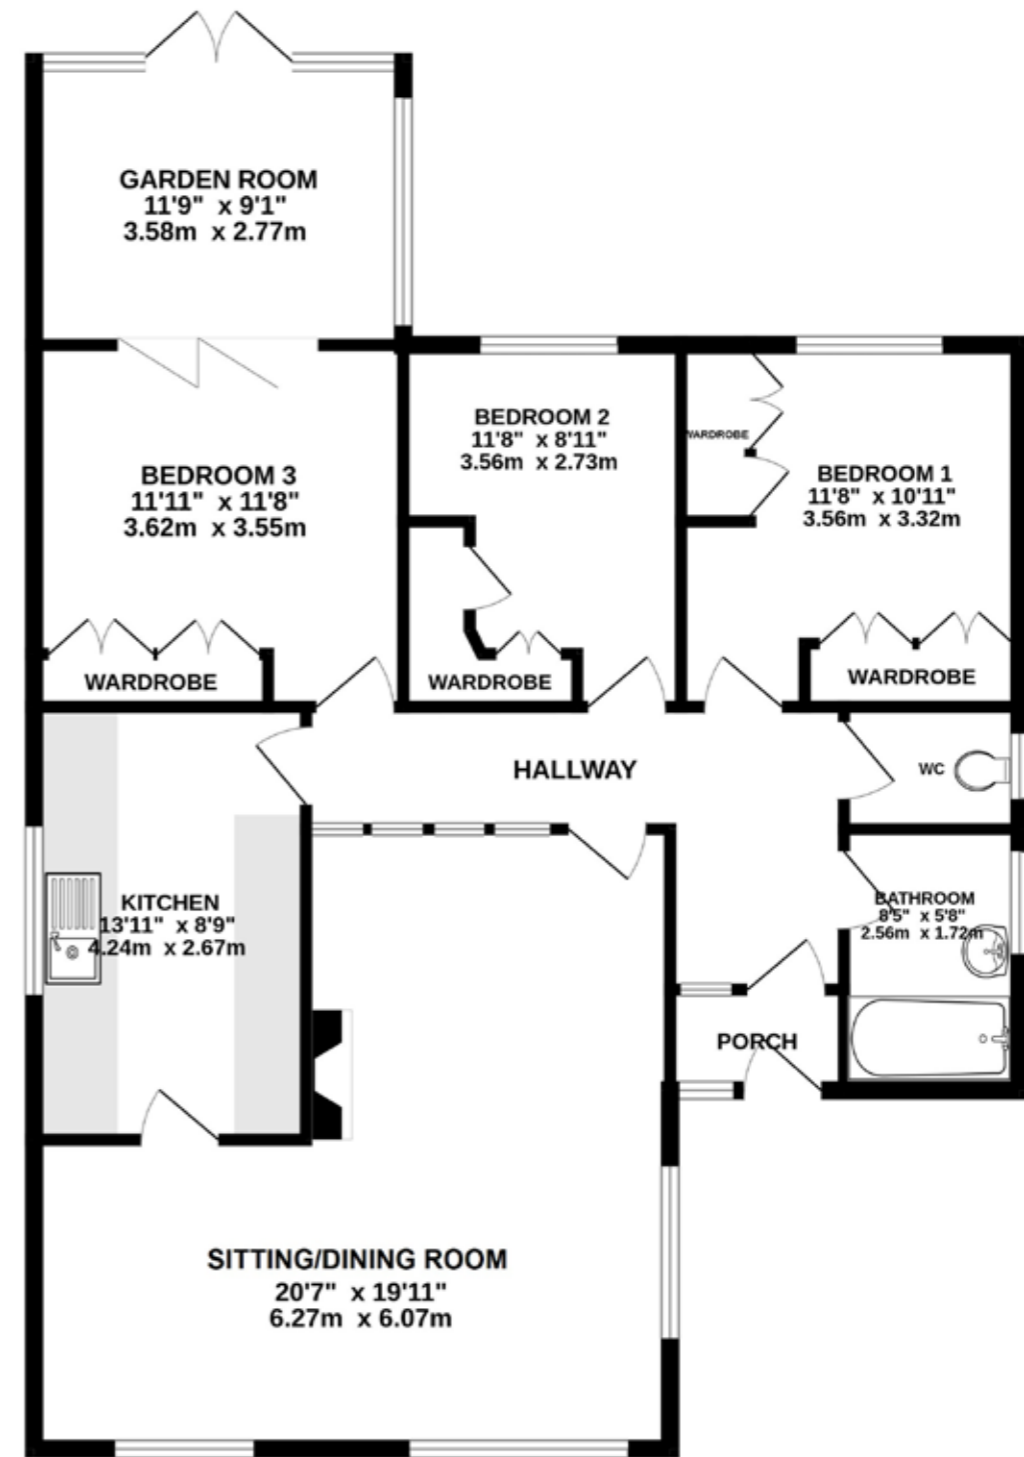 GARDEN ROOM
11'9" x 9'1"
3.58m x 2.77m
BEDROOM 2
11'8" x 8'11"
3.56m x 2.73m
WARDROBE
BEDROOM 3
11'11" x 11'8"
3.62m x 3.55m
BEDROOM 1
11'8" x 10'11"
3.56m x 3.32m
WARDROBE
WARDROBE
WARDROBE
HALLWAY
WC
KITCHEN
13'11" x 8'9"
4.24m x 2.67m
BATHROOM
8'5" x 5'8"
2.56m x 1.72m
PORCH
SITTING/DINING ROOM
20'7" x 19'11"
6.27m x 6.07m